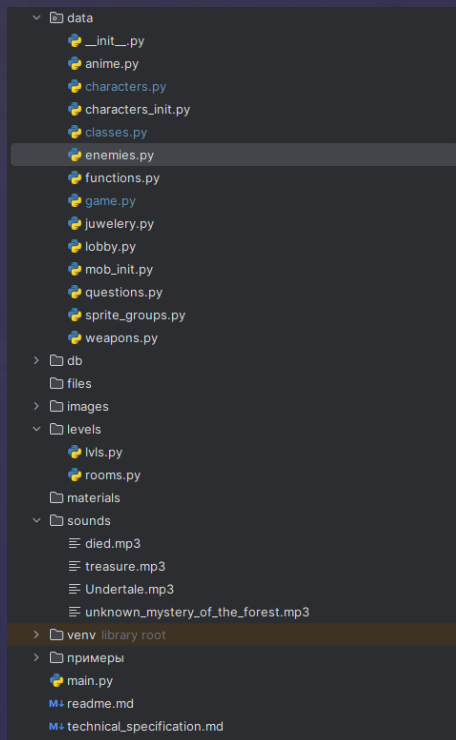 data
__init__.py
anime.py
characters.py
characters_init.py
classes.py
enemies.py
functions.py
game.py
juwelery.py
lobby.py
mob_init.py
questions.py
sprite_groups.py
weapons.py
db
files
images
levels
lvls.py
rooms.py
materials
sounds
died.mp3
treasure.mp3
Undertale.mp3
unknown_mystery_of_the_forest.mp3
venv library root
примеры
main.py
M↓ readme.md
M↓ technical_specification.md